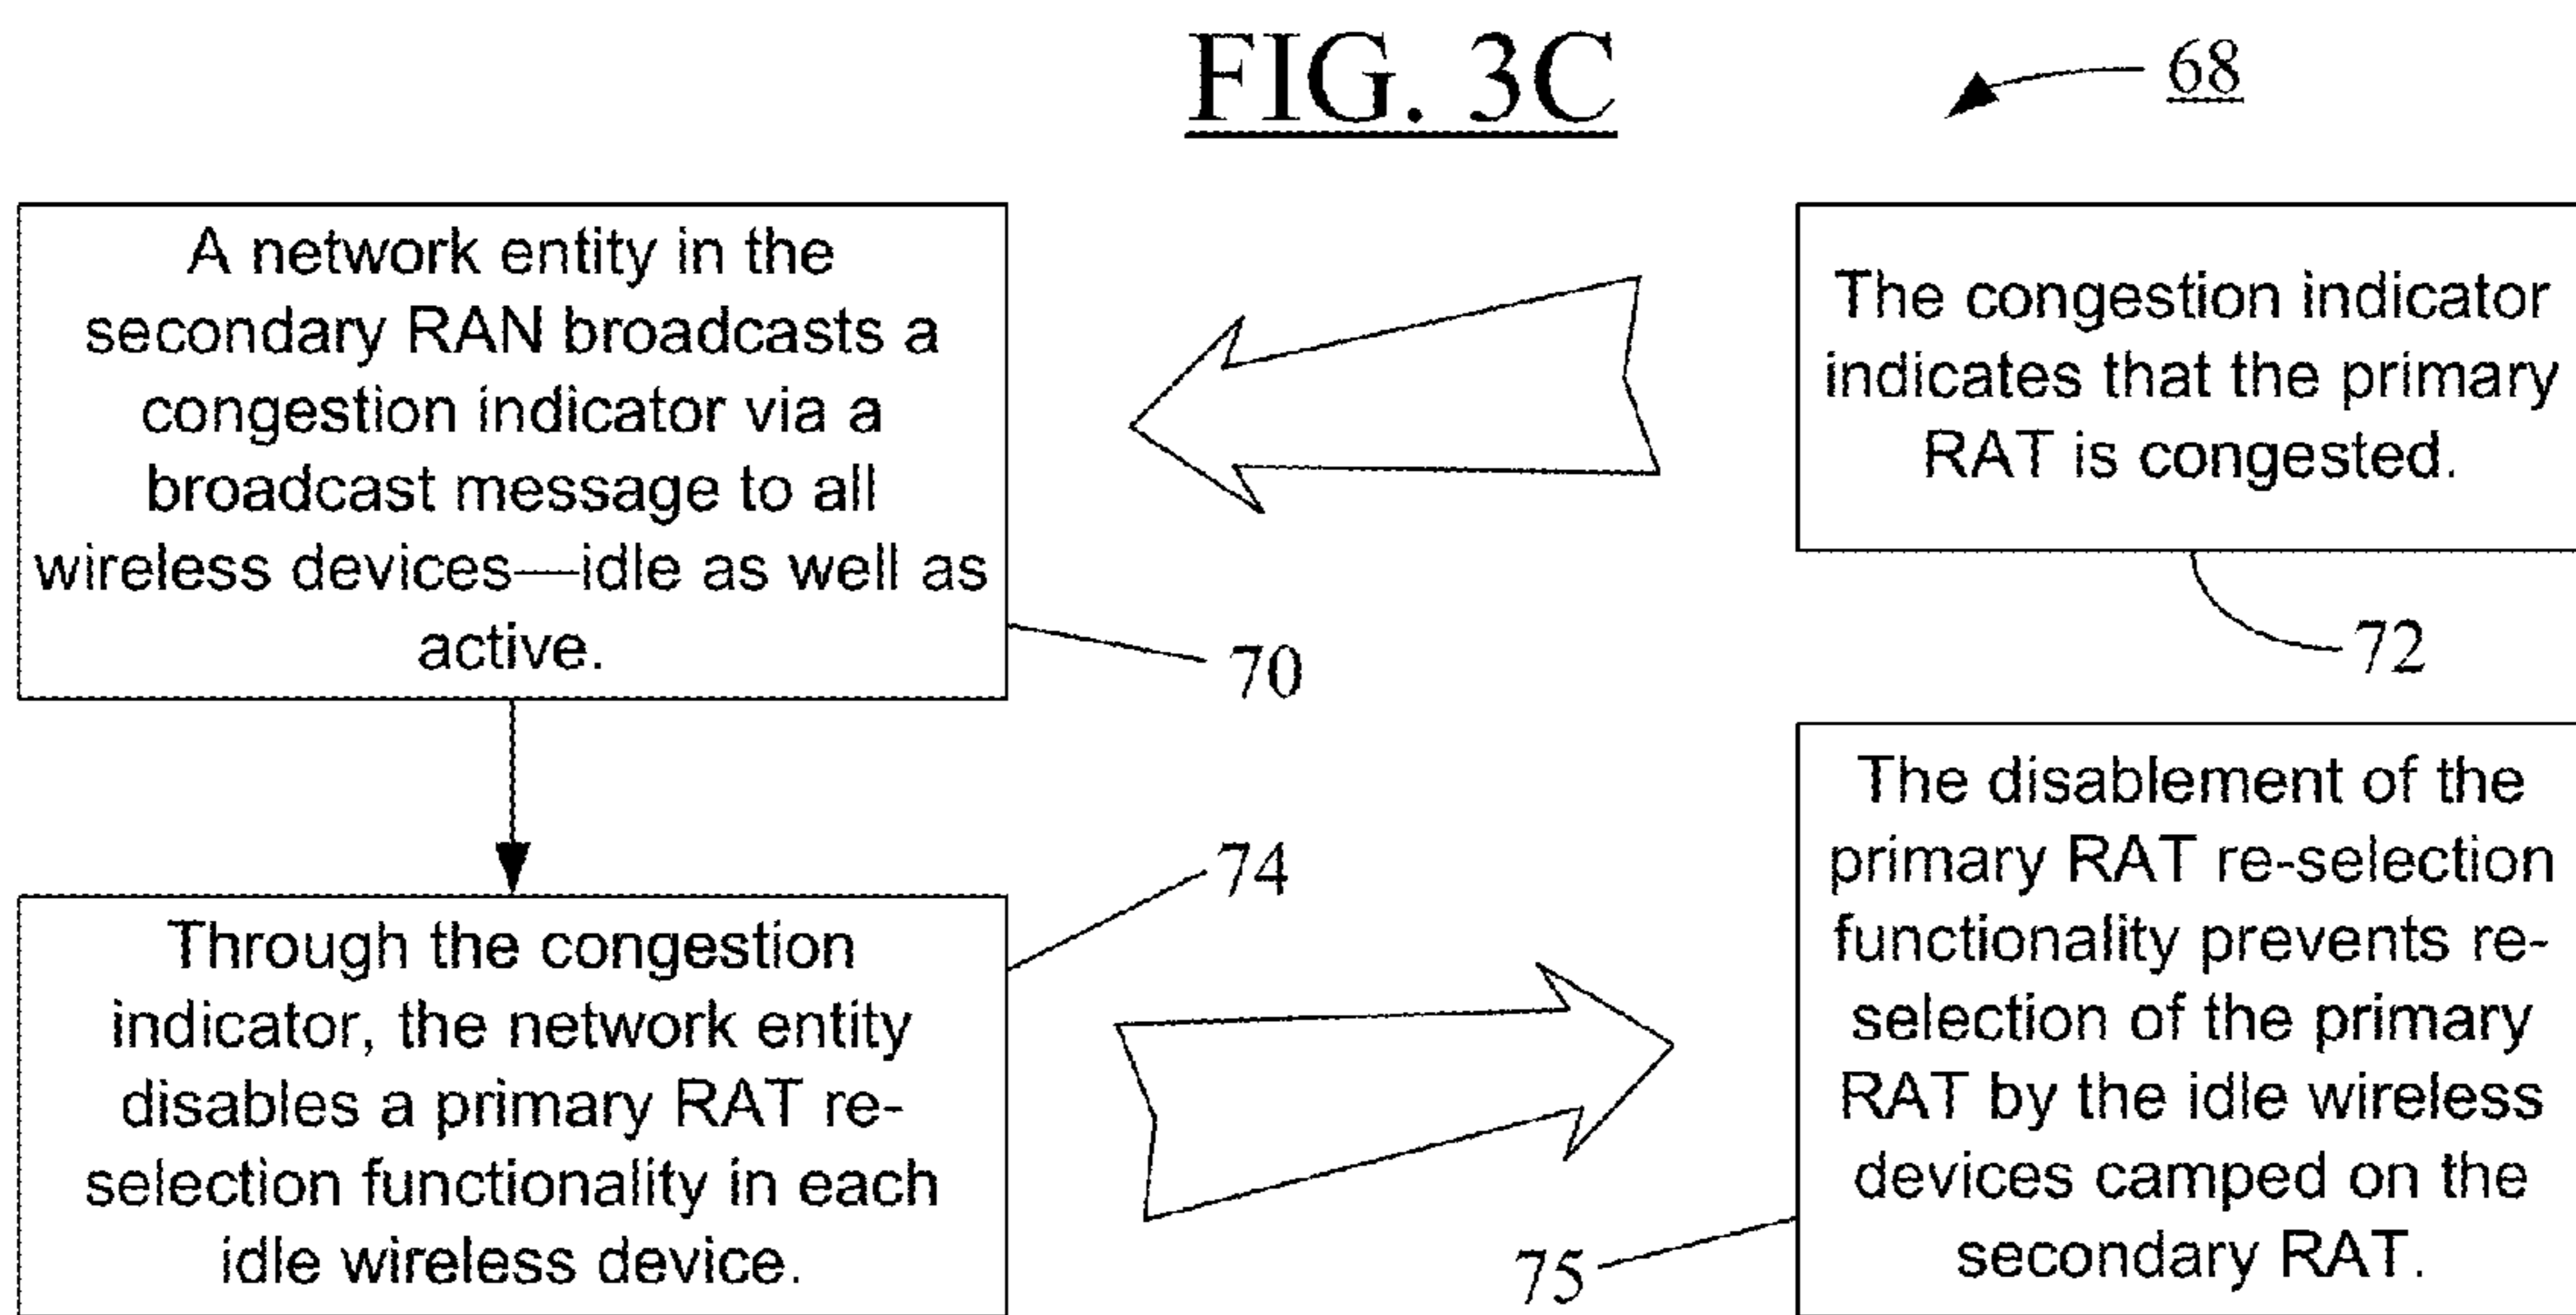 FIG. 3C
68
A network entity in the
secondary RAN broadcasts a
congestion indicator via a
broadcast message to all
wireless devices—idle as well as
active.
70
The congestion indicator
indicates that the primary
RAT is congested.
72
Through the congestion
indicator, the network entity
disables a primary RAT re-
selection functionality in each
idle wireless device.
74
The disablement of the
primary RAT re-selection
functionality prevents re-
selection of the primary
RAT by the idle wireless
devices camped on the
secondary RAT.
75